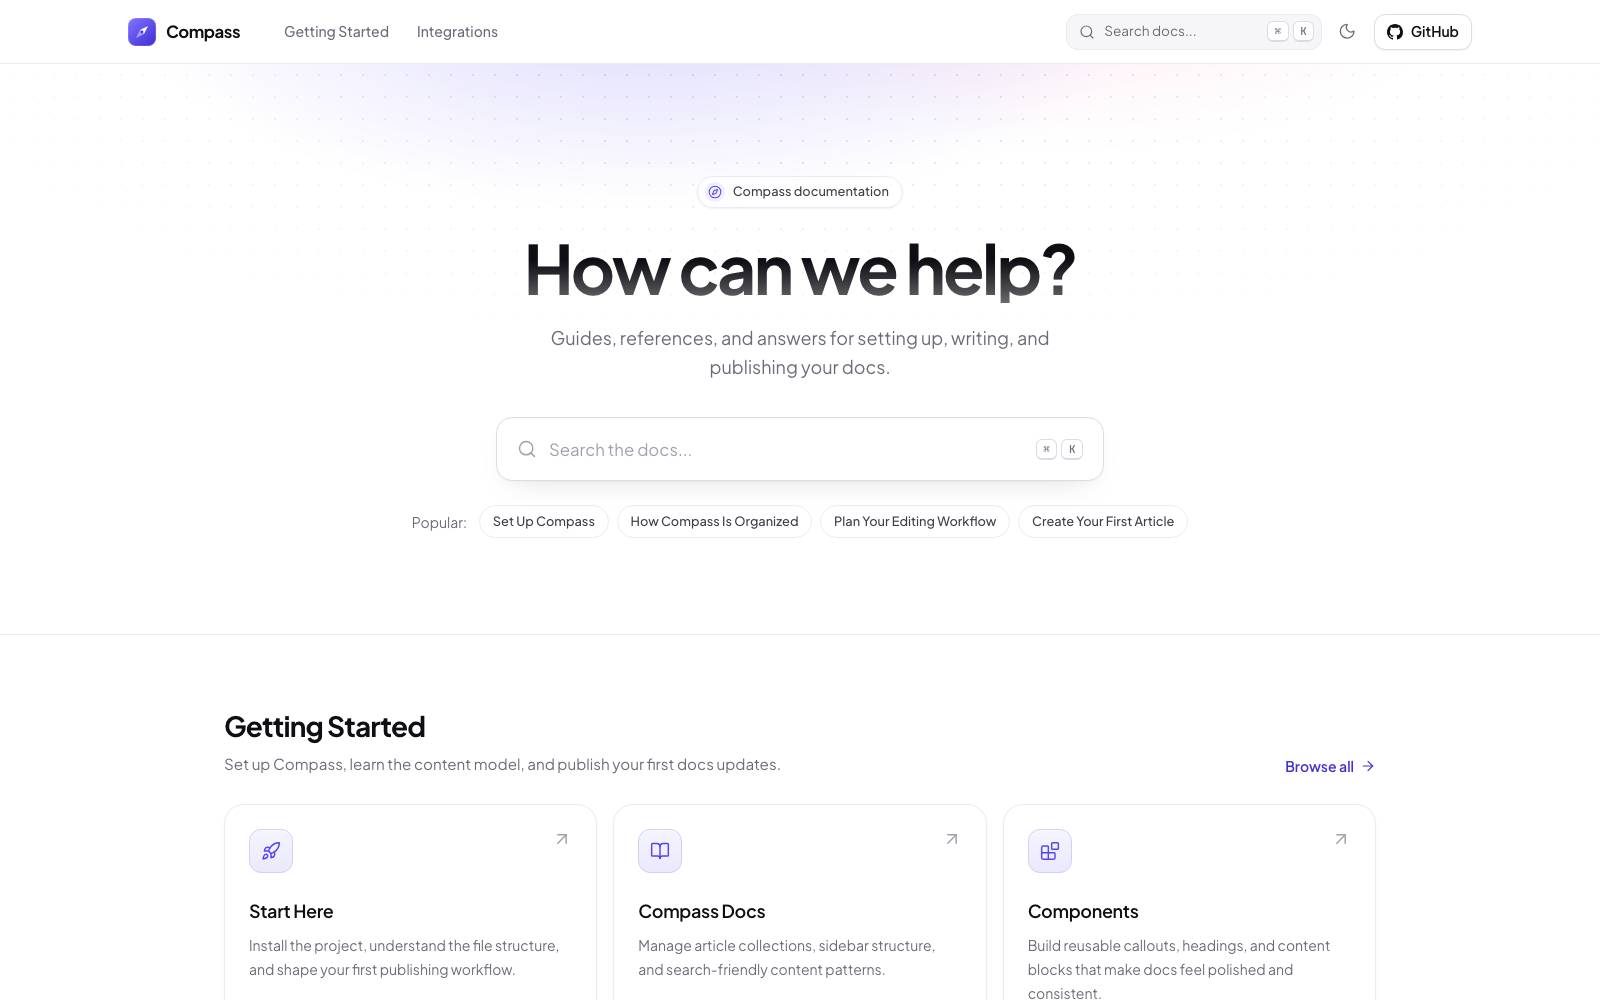 Compass
Getting Started
Integrations
Search docs...
⌘ K
GitHub
Compass documentation
How can we help?
Guides, references, and answers for setting up, writing, and
publishing your docs.
Search the docs...
⌘ K
Popular:
Set Up Compass
How Compass Is Organized
Plan Your Editing Workflow
Create Your First Article
Getting Started
Set up Compass, learn the content model, and publish your first docs updates.
Browse all
Start Here
Install the project, understand the file structure,
and shape your first publishing workflow.
Compass Docs
Manage article collections, sidebar structure,
and search-friendly content patterns.
Components
Build reusable callouts, headings, and content
blocks that make docs feel polished and
consistent.